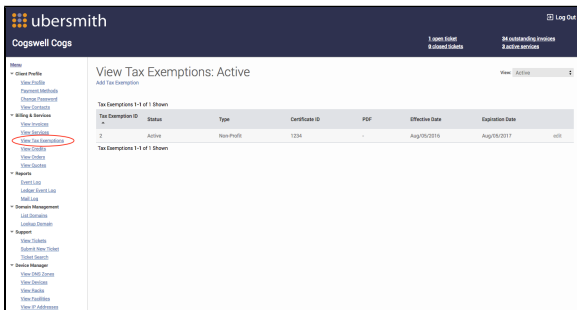 ubersmith
Log Out
Cogswell Cogs
1 open ticket
0 closed tickets
34 outstanding invoices
3 active services
Menu
Client Profile
View Profile
Payment Methods
Change Password
View Contacts
Billing & Services
View Invoices
View Services
View Tax Exemptions
View Credits
View Orders
View Quotes
Reports
Event Log
Ledger Event Log
Mail Log
Domain Management
List Domains
Lookup Domain
Support
View Tickets
Submit New Ticket
Ticket Search
Device Manager
View DNS Zones
View Devices
View Racks
View Facilities
View IP Addresses
View Tax Exemptions: Active
View: Active
Add Tax Exemption
Tax Exemptions 1-1 of 1 Shown
Tax Exemption ID Status Type Certificate ID PDF Effective Date Expiration Date
2 Active Non-Profit 1234 - Aug/05/2016 Aug/05/2017 edit
Tax Exemptions 1-1 of 1 Shown